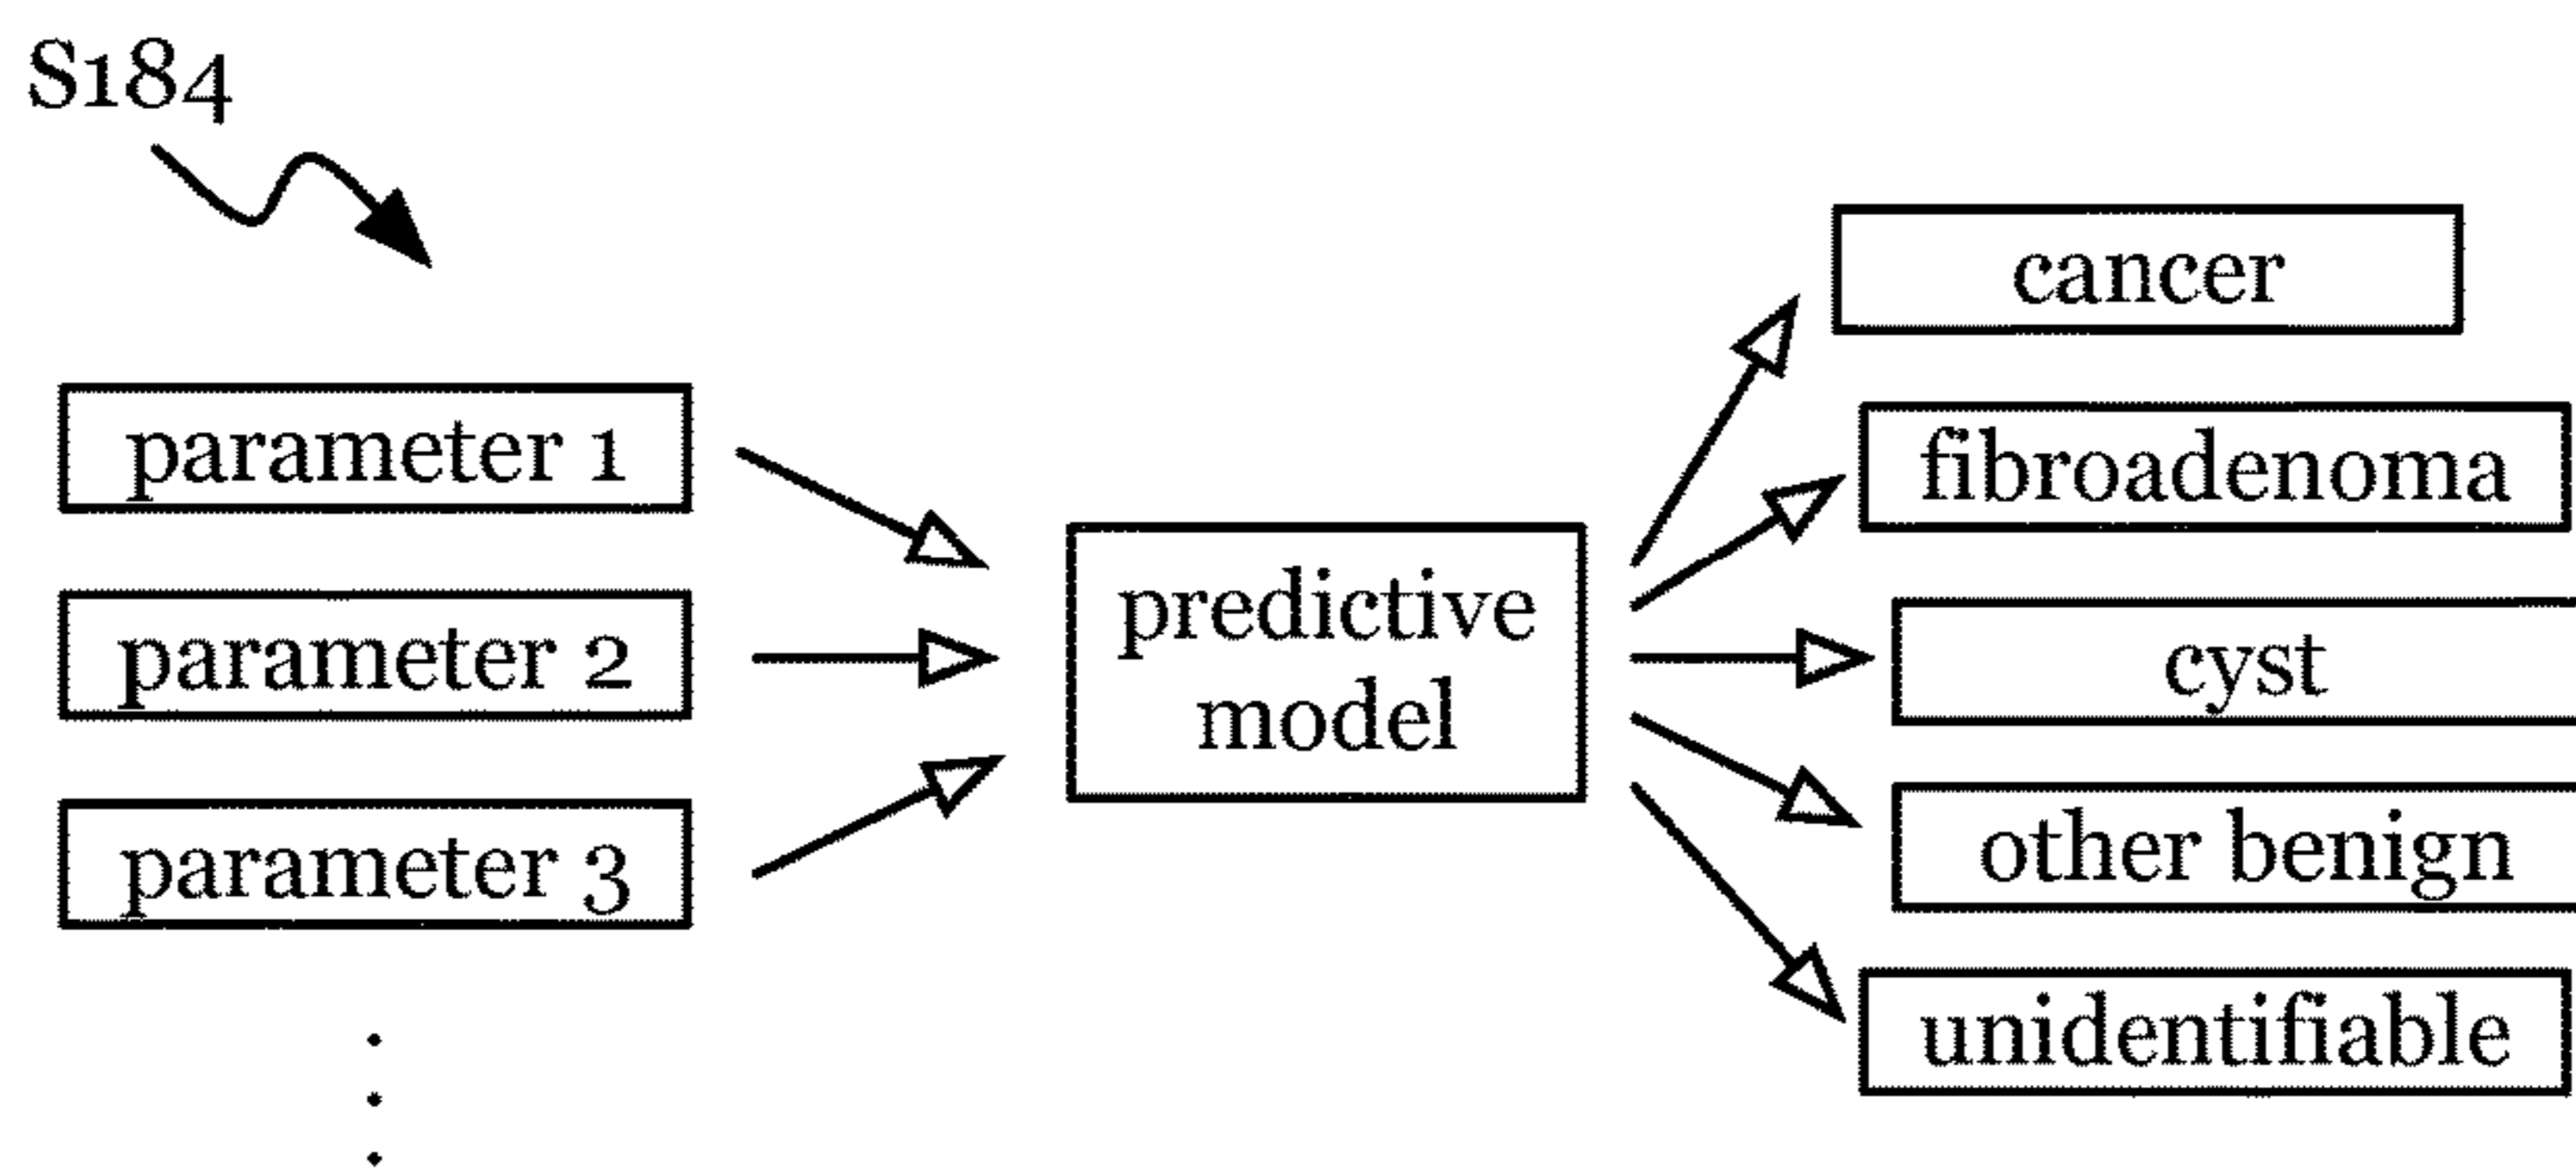 S184
parameter 1
parameter 2
parameter 3
predictive
model
cancer
fibroadenoma
cyst
other benign
unidentifiable